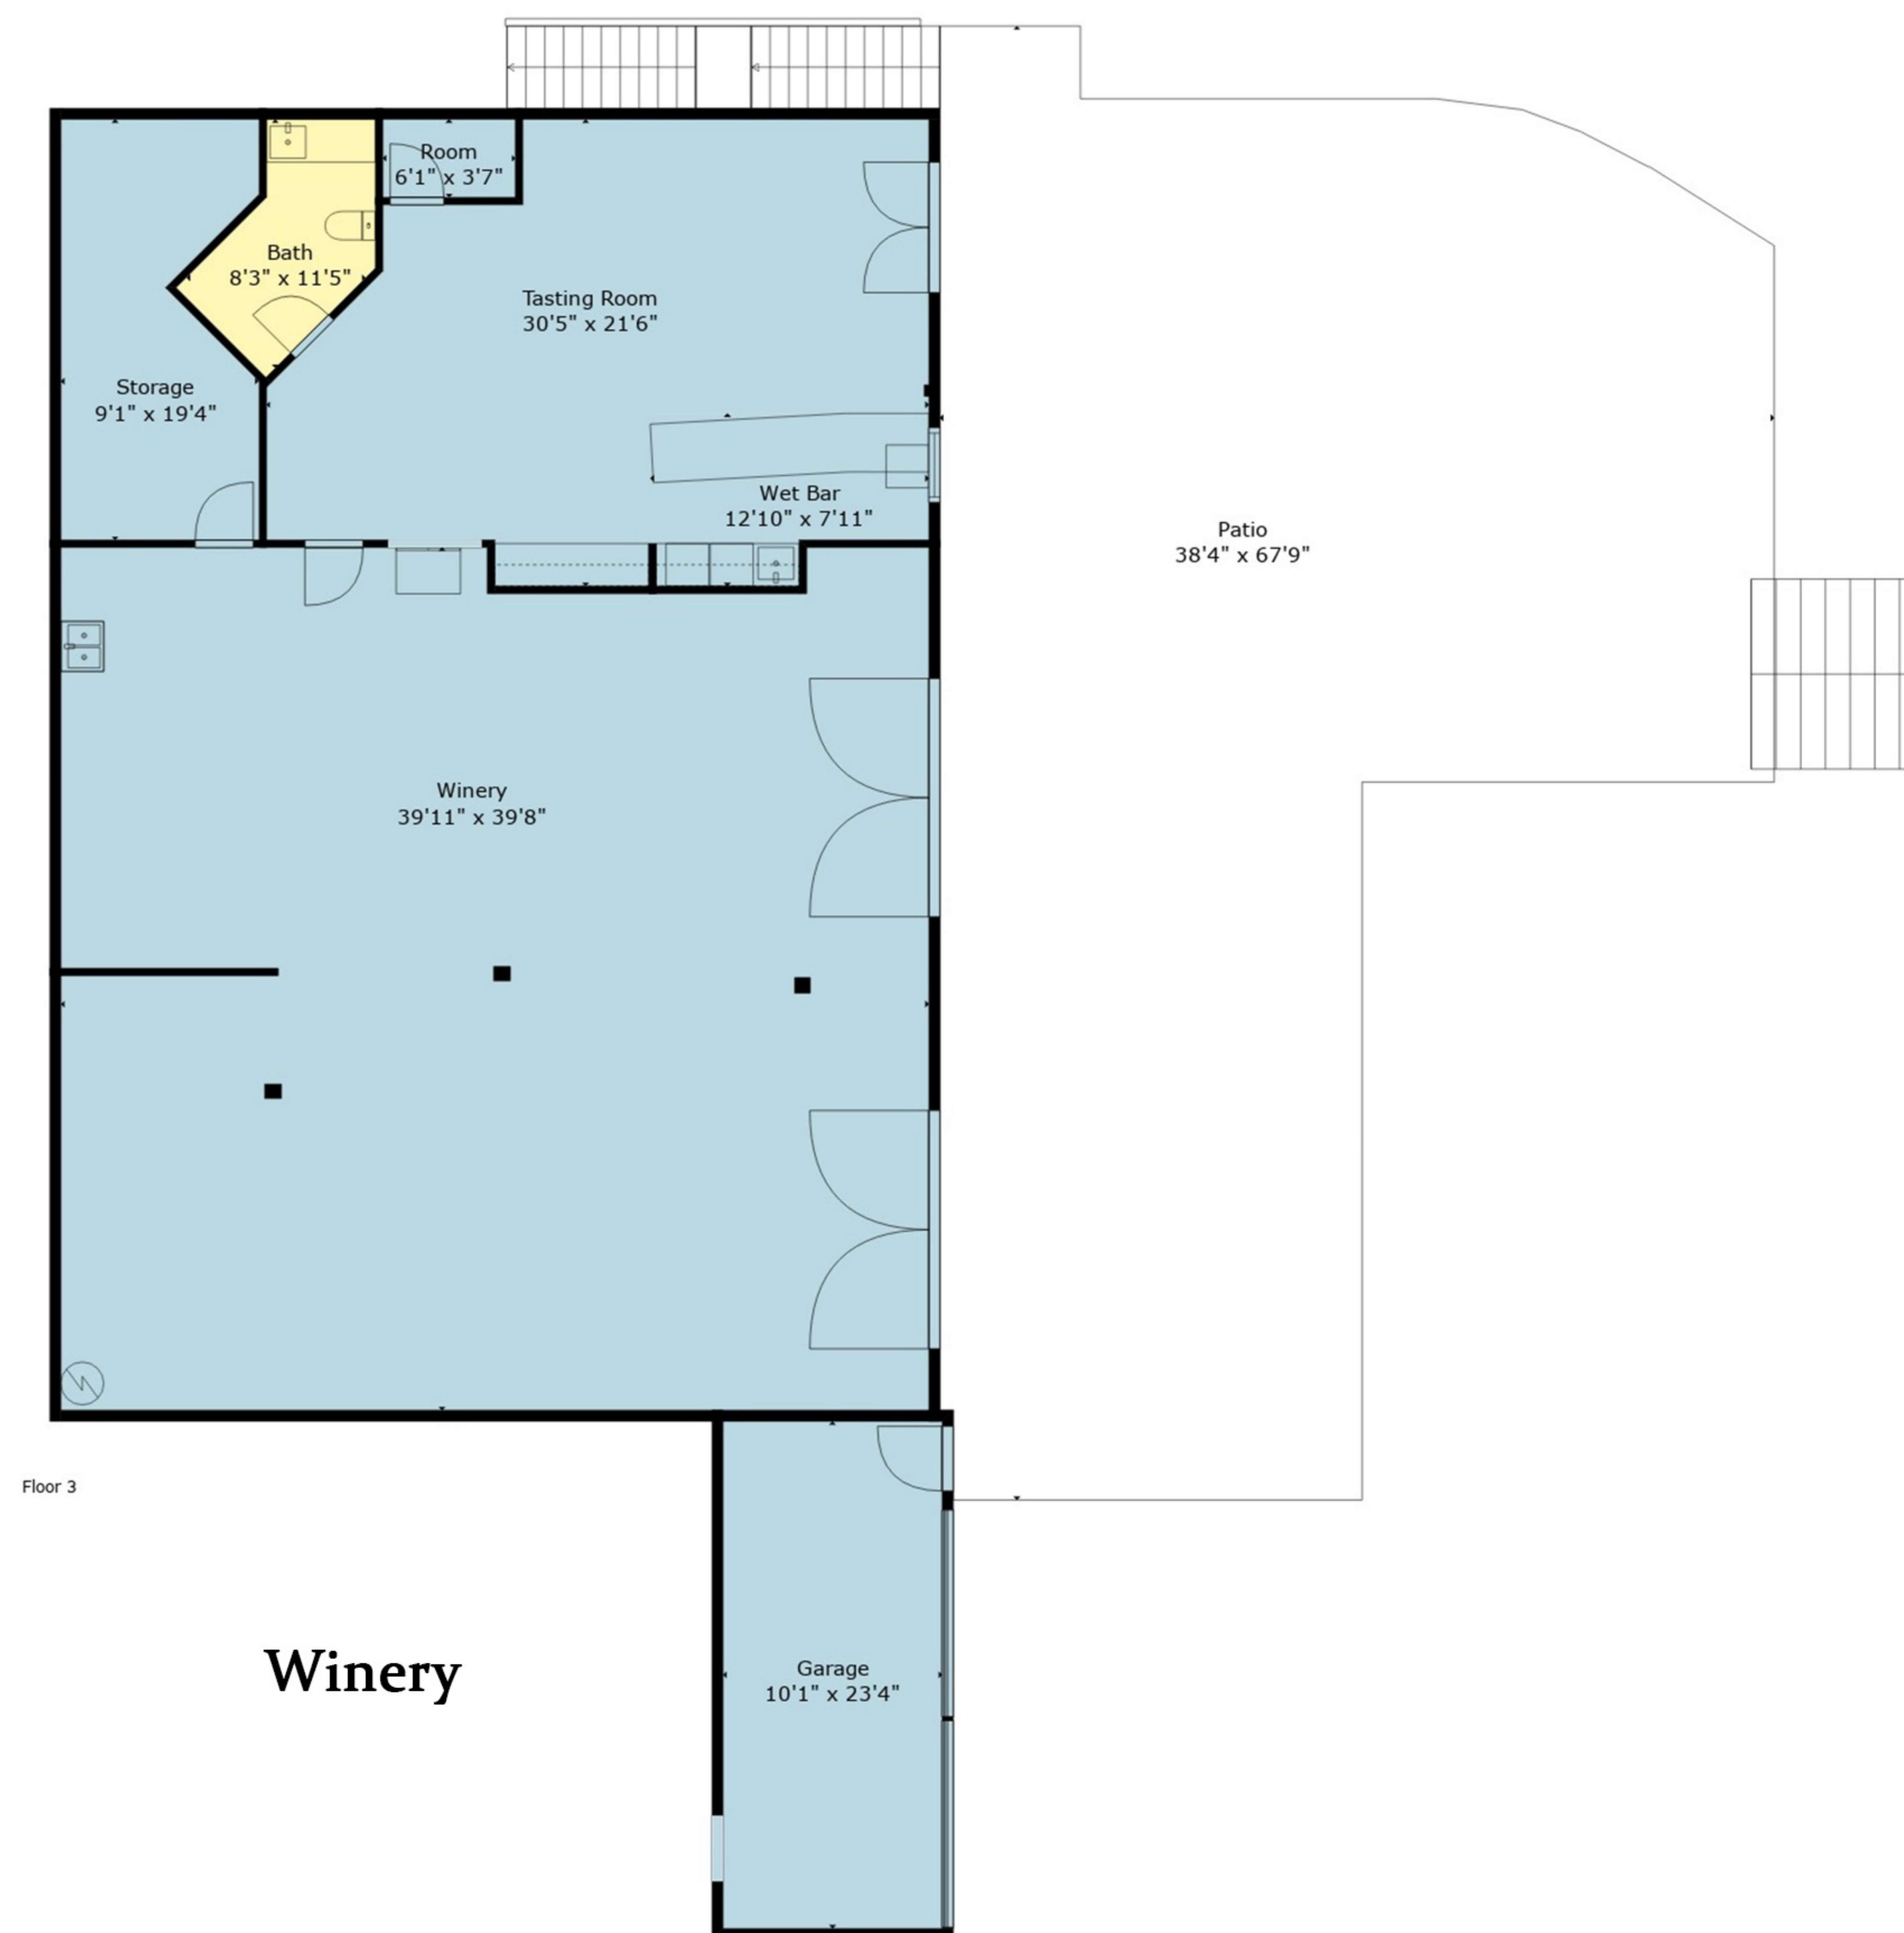 Room
6'1" x 3'7"
Bath
8'3" x 11'5"
Tasting Room
30'5" x 21'6"
Storage
9'1" x 19'4"
Wet Bar
12'10" x 7'11"
Patio
38'4" x 67'9"
Winery
39'11" x 39'8"
Floor 3
Winery
Garage
10'1" x 23'4"